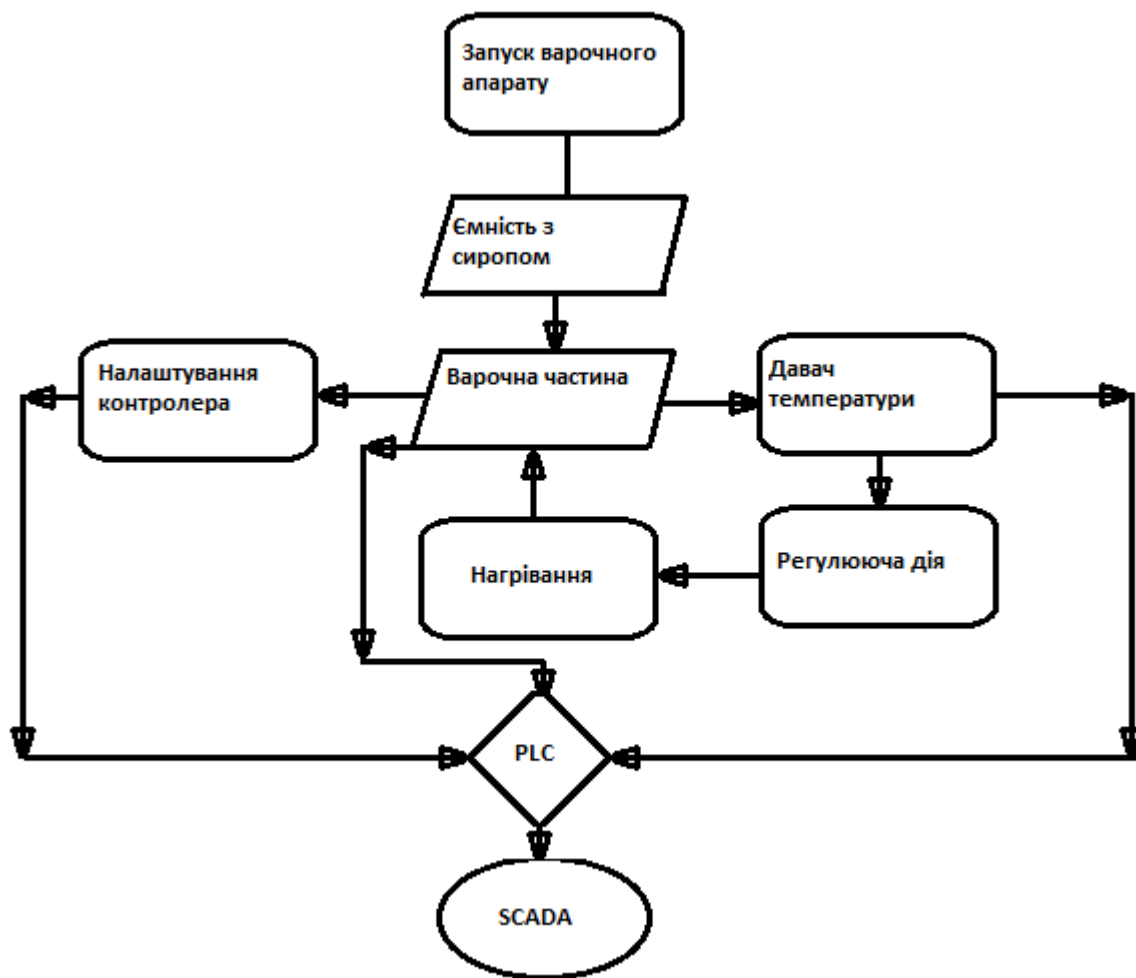 Запуск варочного
апарату
Ємність з
сиропом
Налаштування
контролера
Варочна частина
Давач
температури
Нагрівання
Регулююча дія
PLC
SCADA